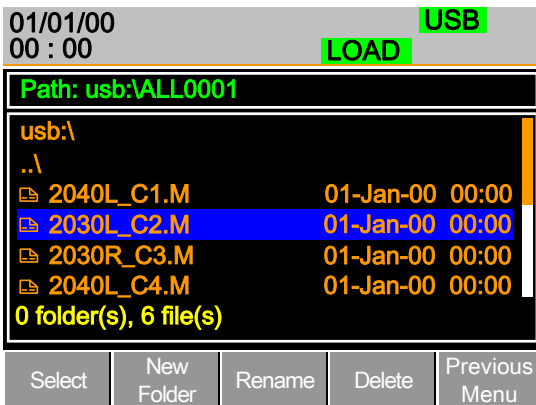 01/01/00 USB
00 : 00 LOAD
Path: usb:\ALL0001
usb:\
..\
2040L_C1.M 01-Jan-00 00:00
2030L_C2.M 01-Jan-00 00:00
2030R_C3.M 01-Jan-00 00:00
2040L_C4.M 01-Jan-00 00:00
0 folder(s), 6 file(s)
Select New Folder Rename Delete Previous Menu